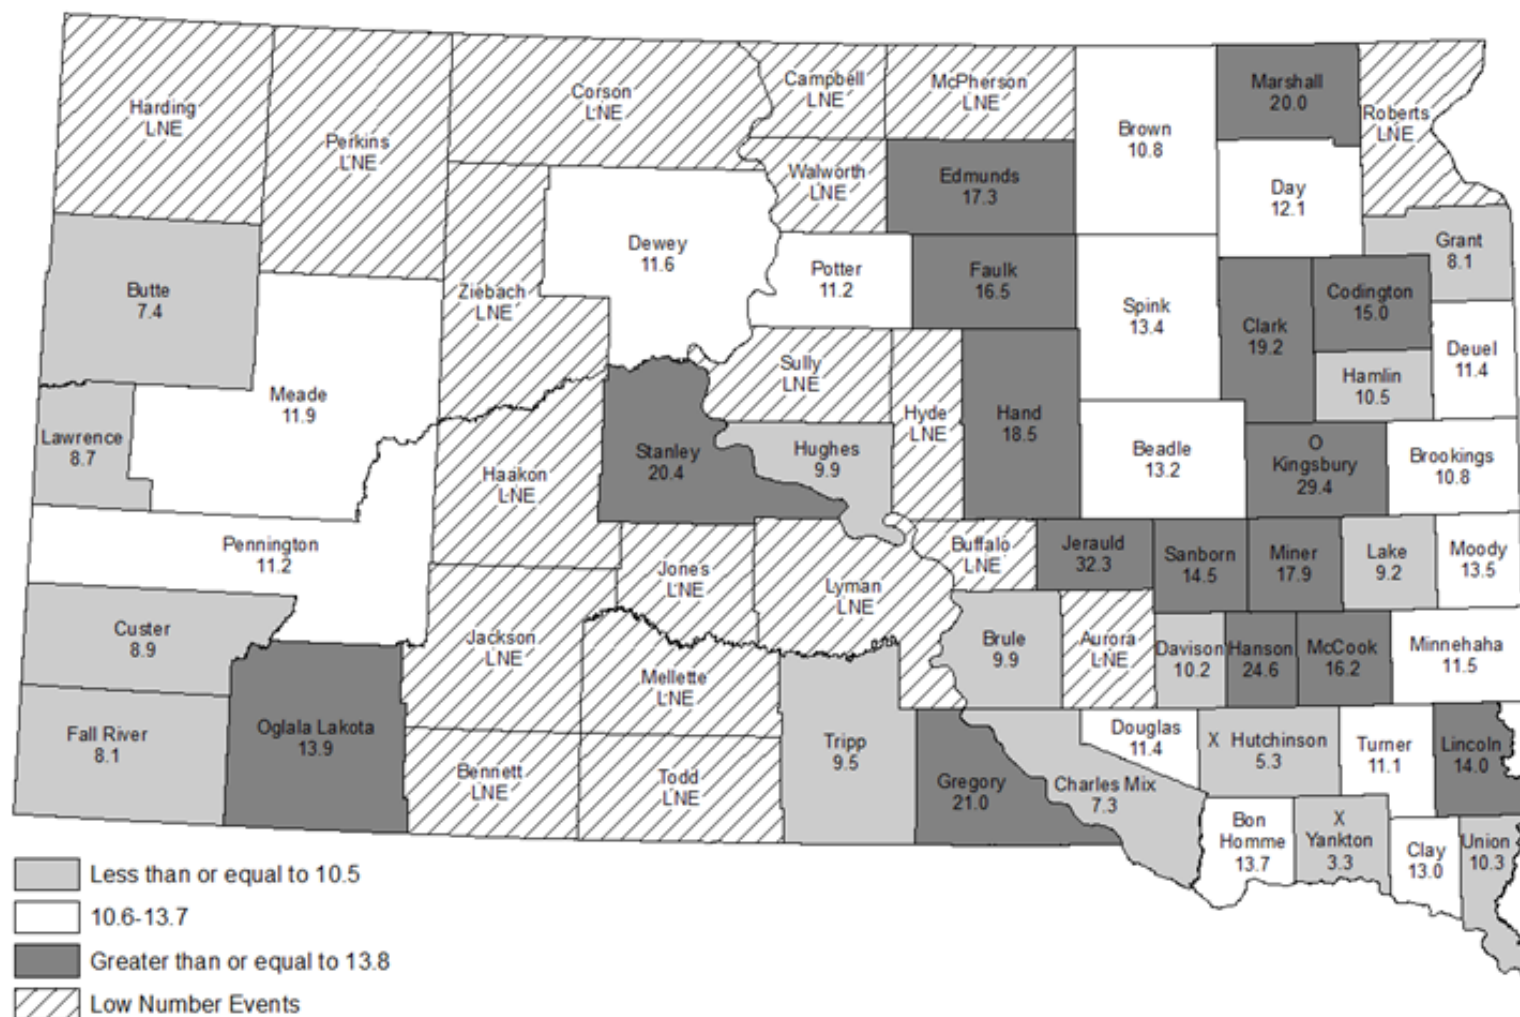 Harding
LNE
Perkins
LNE
Corson
LNE
Campbell
LNE
McPherson
LNE
Brown
10.8
Marshall
20.0
Roberts
LNE
Walworth
LNE
Edmunds
17.3
Day
12.1
Butte
7.4
Ziebach
LNE
Dewey
11.6
Potter
11.2
Faulk
16.5
Spink
13.4
Grant
8.1
Codington
15.0
Clark
19.2
Deuel
11.4
Hamlin
10.5
Meade
11.9
Sully
LNE
Hyde
LNE
Hand
18.5
Lawrence
8.7
Haakon
LNE
Stanley
20.4
Hughes
9.9
Beadle
13.2
O
Kingsbury
29.4
Brookings
10.8
Pennington
11.2
Jones
LNE
Lyman
LNE
Buffalo
LNE
Jerauld
32.3
Sanborn
14.5
Miner
17.9
Lake
9.2
Moody
13.5
Custer
8.9
Jackson
LNE
Mellette
LNE
Brule
9.9
Aurora
LNE
Davison
10.2
Hanson
24.6
McCook
16.2
Minnehaha
11.5
Fall River
8.1
Oglala Lakota
13.9
Bennett
LNE
Todd
LNE
Tripp
9.5
Gregory
21.0
Charles Mix
7.3
Douglas
11.4
X Hutchinson
5.3
Turner
11.1
Lincoln
14.0
Bon
Homme
13.7
X
Yankton
3.3
Clay
13.0
Union
10.3
Less than or equal to 10.5
10.6-13.7
Greater than or equal to 13.8
Low Number Events